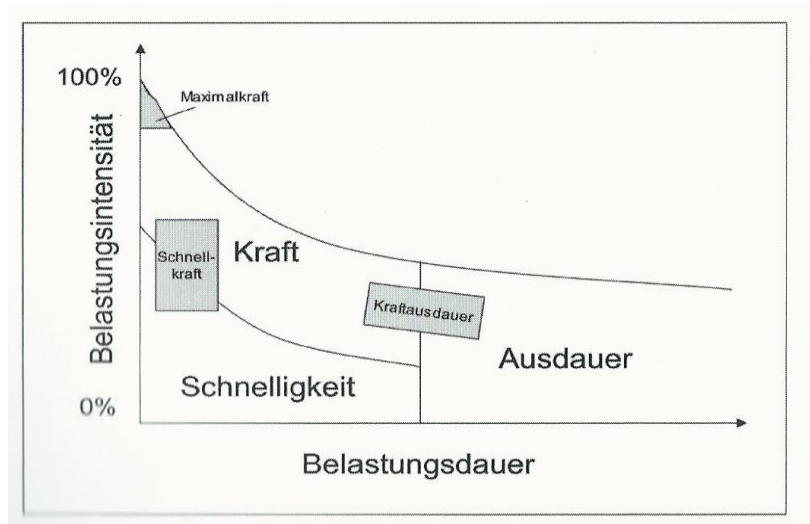 100%
Maximalkraft
Belastungsintensität
Schnell-
kraft
Kraft
Kraftausdauer
Ausdauer
Schnelligkeit
0%
Belastungsdauer